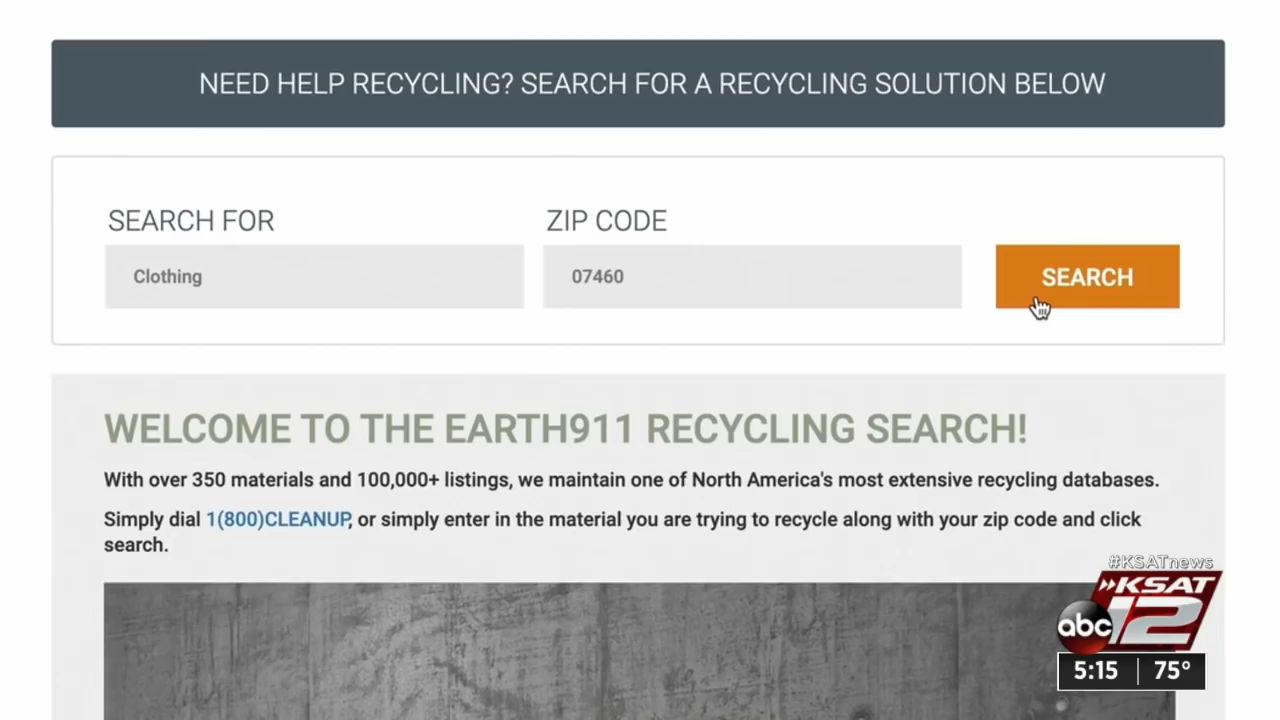 NEED HELP RECYCLING? SEARCH FOR A RECYCLING SOLUTION BELOW
SEARCH FOR
ZIP CODE
Clothing
07460
SEARCH
WELCOME TO THE EARTH911 RECYCLING SEARCH!
With over 350 materials and 100,000+ listings, we maintain one of North America's most extensive recycling databases.
Simply dial 1(800)CLEANUP, or simply enter in the material you are trying to recycle along with your zip code and click
search.
#KSATnews
KSAT
abc 12
5:15 75°